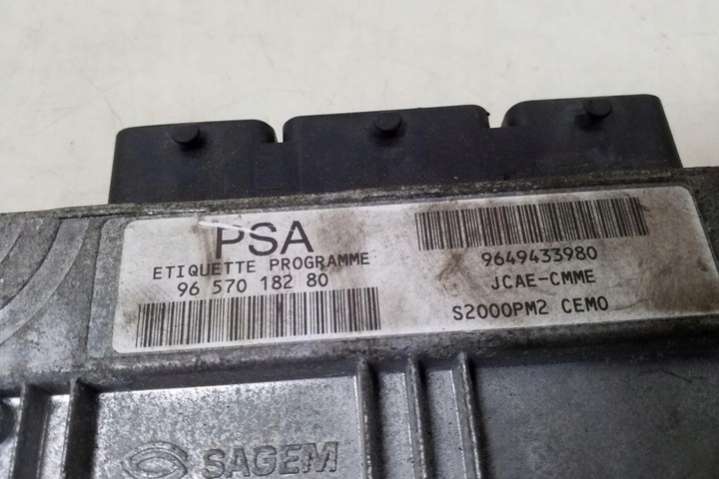 PSA
ETIQUETTE PROGRAMME
96 570 182 80
9649433980
JCAE-CMME
S2000PM2 CEMO
SAGEM